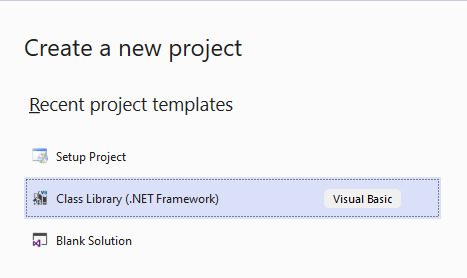 Create a new project
Recent project templates
Setup Project
Class Library (.NET Framework) Visual Basic
Blank Solution